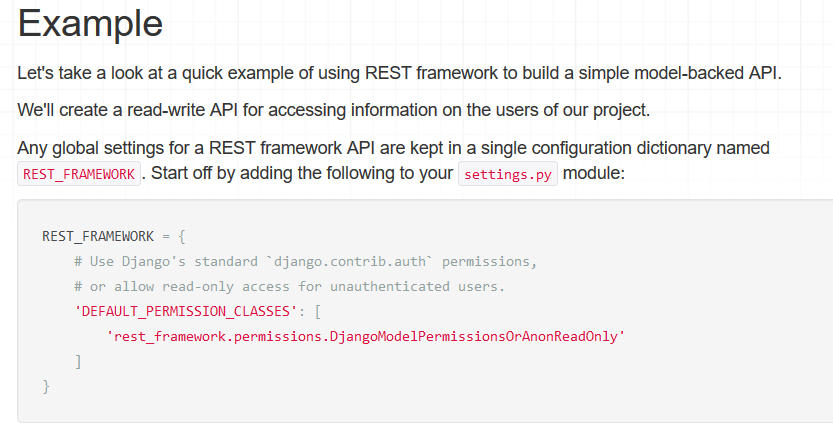 Example
Let's take a look at a quick example of using REST framework to build a simple model-backed API.
We'll create a read-write API for accessing information on the users of our project.
Any global settings for a REST framework API are kept in a single configuration dictionary named
REST_FRAMEWORK. Start off by adding the following to your settings.py module:
REST_FRAMEWORK = {
    # Use Django's standard `django.contrib.auth` permissions,
    # or allow read-only access for unauthenticated users.
    'DEFAULT_PERMISSION_CLASSES': [
        'rest_framework.permissions.DjangoModelPermissionsOrAnonReadOnly'
    ]
}